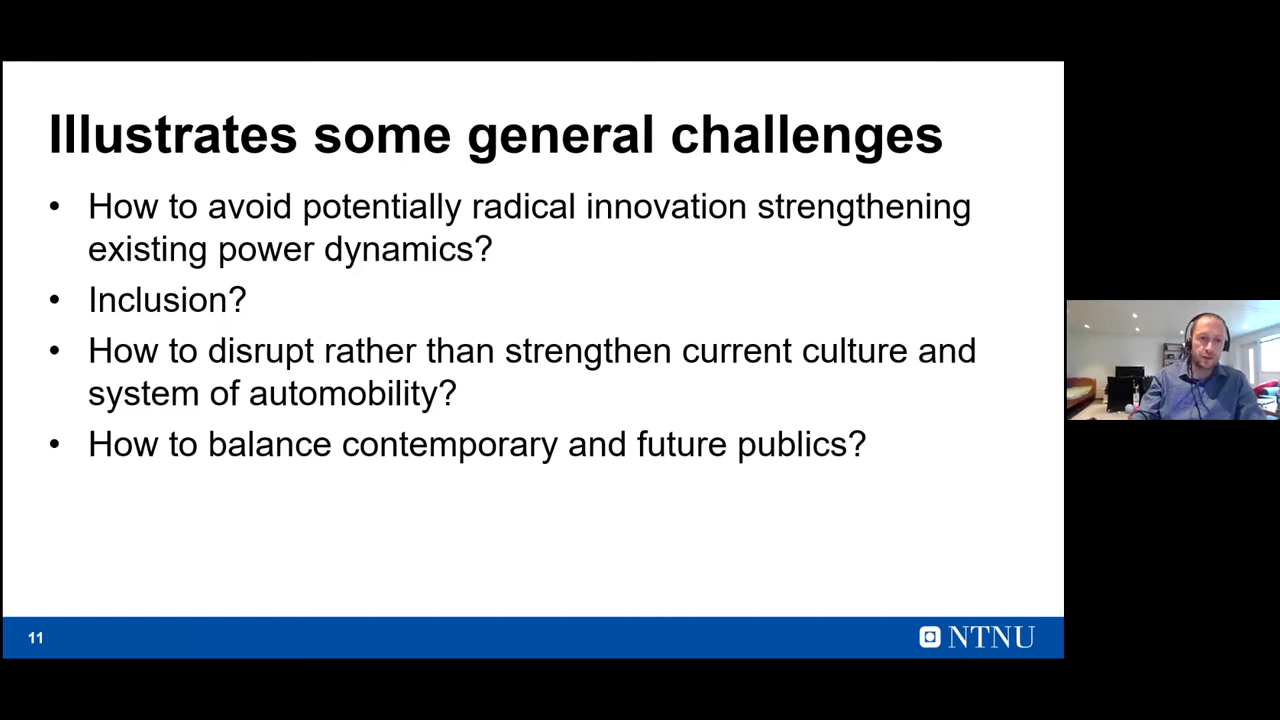 Illustrates some general challenges
• How to avoid potentially radical innovation strengthening
existing power dynamics?
• Inclusion?
• How to disrupt rather than strengthen current culture and
system of automobility?
• How to balance contemporary and future publics?
11
NTNU